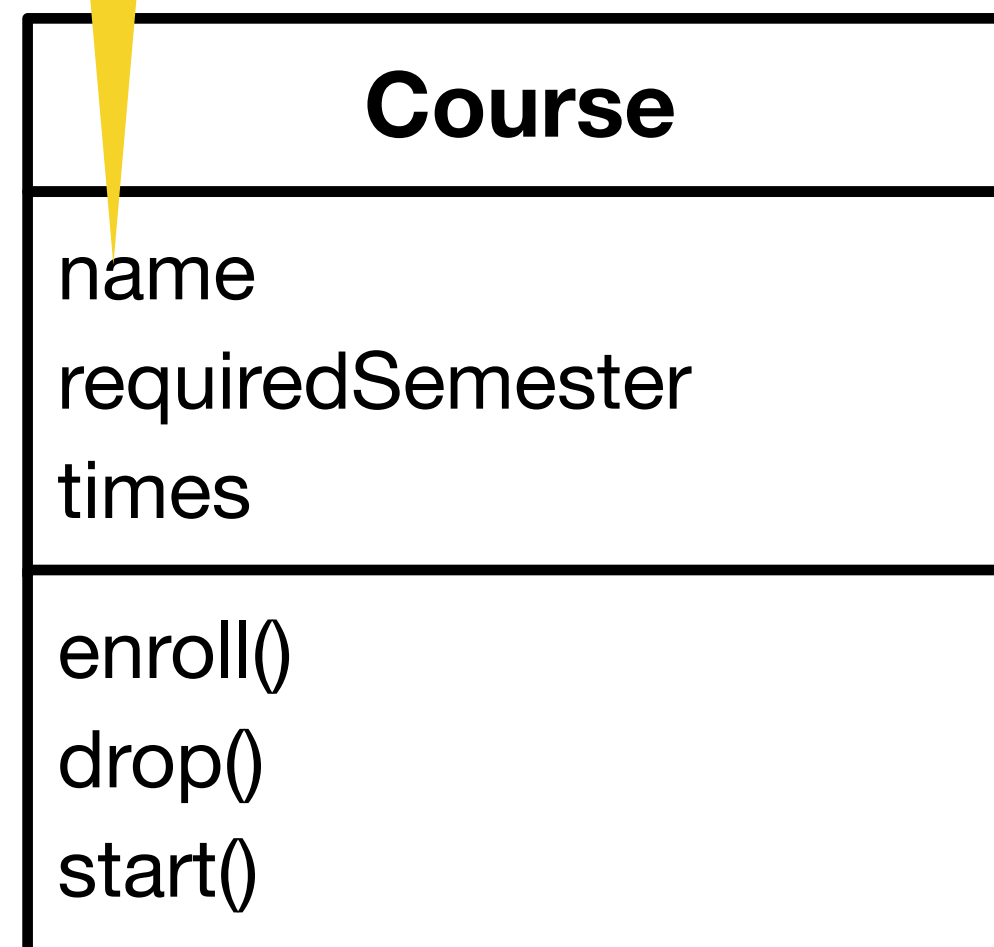 Course
name
requiredSemester
times
enroll()
drop()
start()